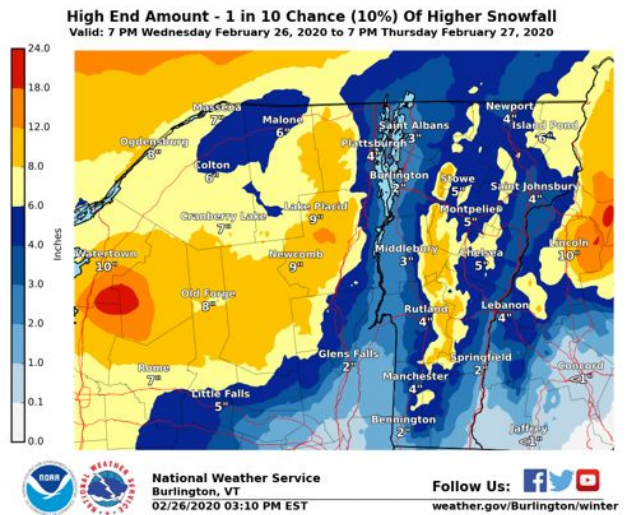 High End Amount - 1 in 10 Chance (10%) Of Higher Snowfall
Valid: 7 PM Wednesday February 26, 2020 to 7 PM Thursday February 27, 2020
24.0
18.0
12.0
8.0
6.0
4.0
3.0
2.0
1.0
0.1
0.0
Inches
Massena
7"
Malone
6"
Ogdensburg
8"
Colton
6"
Plattsburgh
4"
Saint Albans
3"
Newport
4"
Island Pond
6"
Burlington
2"
Stowe
5"
Saint Johnsbury
4"
Montpelier
5"
Lake Placid
9"
Cranberry Lake
7"
Watertown
10"
Newcomb
9"
Middlebury
3"
Chelsea
5"
Lincoln
10"
Old Forge
8"
Rutland
4"
Lebanon
4"
Rome
7"
Glens Falls
2"
Springfield
2"
Concord
<1"
Little Falls
5"
Manchester
4"
Bennington
2"
Jaffrey
<1"
NOAA
National Weather Service
Burlington, VT
02/26/2020 03:10 PM EST
Follow Us:
weather.gov/Burlington/winter